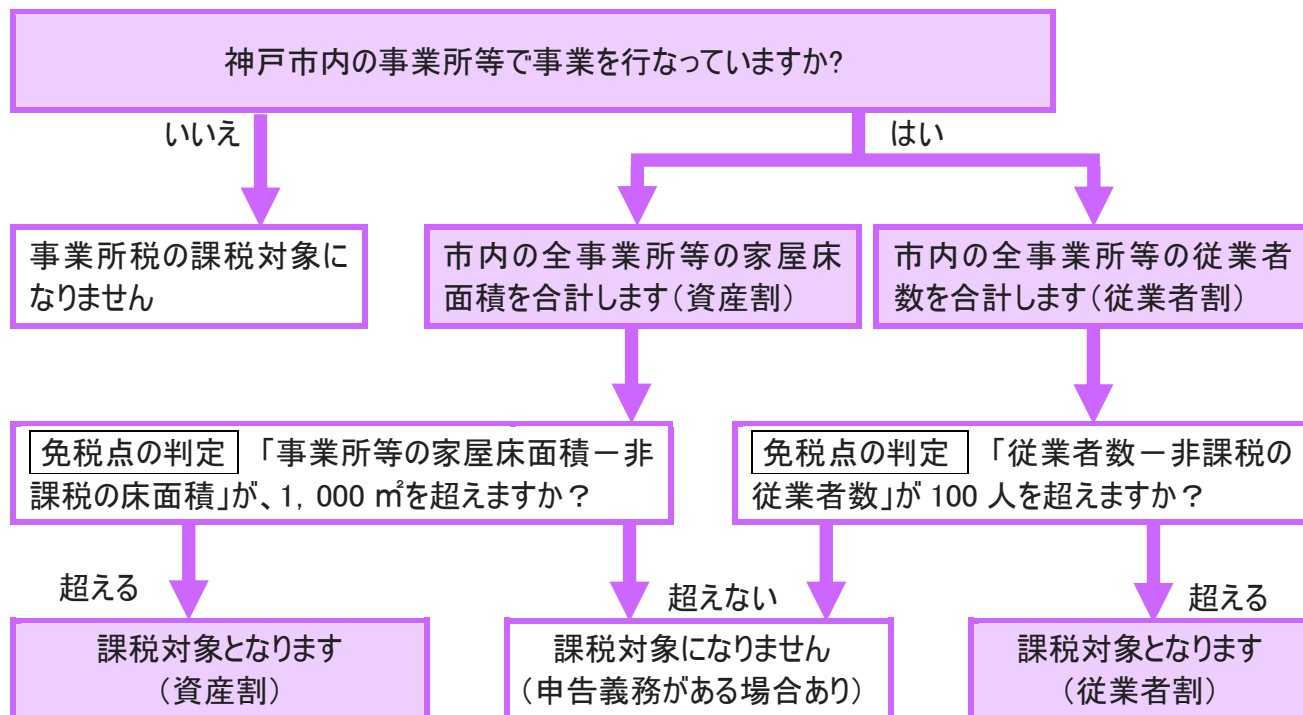 神戸市内の事業所等で事業を行なっていますか?
いいえ
はい
事業所税の課税対象に
なりません
市内の全事業所等の家屋床
面積を合計します(資産割)
市内の全事業所等の従業者
数を合計します(従業者割)
免税点の判定 「事業所等の家屋床面積-非
課税の床面積」が、1,000 ㎡を超えますか?
免税点の判定 「従業者数-非課税の
従業者数」が 100 人を超えますか?
超える
超えない
超える
課税対象となります
(資産割)
課税対象になりません
(申告義務がある場合あり)
課税対象となります
(従業者割)